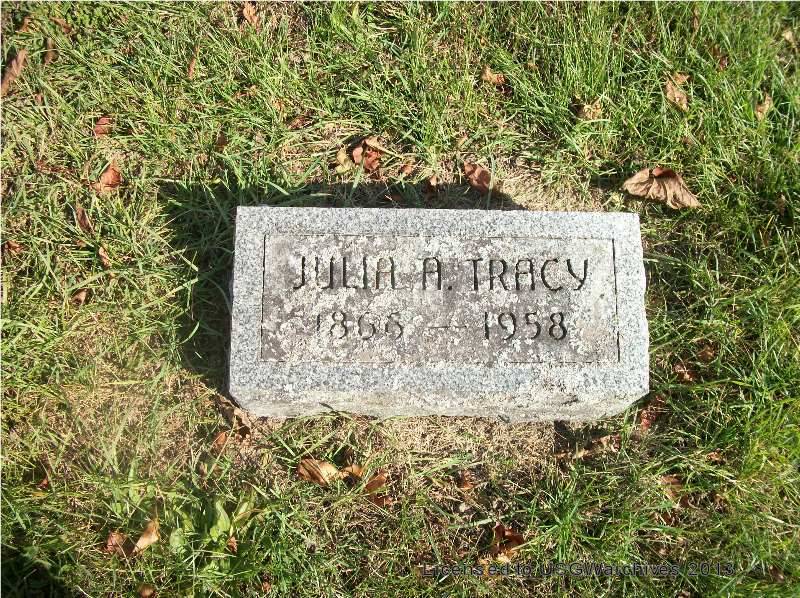 JULIA A. TRACY
1866 — 1958
Licensed to USGWarchives 2013